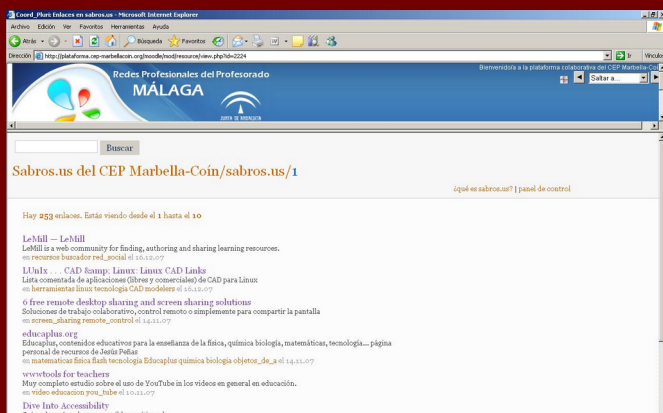 Coord_Pluri: Enlaces en sabros.us - Microsoft Internet Explorer
Archivo Edición Ver Favoritos Herramientas Ayuda
Atrás Búsqueda Favoritos
Dirección http://plataforma.cep-marbellacoin.org/moodle/mod/resource/view.php?id=2224 Ir Vínculos
Bienvenido/a a la plataforma colaborativa del CEP Marbella-Coí
Redes Profesionales del Profesorado
Saltar a...
MÁLAGA
JUNTA DE ANDALUCIA
Buscar
Sabros.us del CEP Marbella-Coín/sabros.us/1
¿qué es sabros.us? | panel de control
Hay 253 enlaces. Estás viendo desde el 1 hasta el 10
LeMill — LeMill
LeMill is a web community for finding, authoring and sharing learning resources.
en recursos buscador red_social el 16.12.07
LUnIx . . . CAD &amp; Linux: Linux CAD Links
Lista comentada de aplicaciones (libres y comerciales) de CAD para Linux
en herramientas linux tecnologia CAD modelers el 16.12.07
6 free remote desktop sharing and screen sharing solutions
Soluciones de trabajo colaborativo, control remoto o simplemente para compartir la pantalla
en screen_sharing remote_control el 14.11.07
educaplus.org
Educaplus, contenidos educativos para la enseñanza de la física, química biología, matemáticas, tecnología... página
personal de recursos de Jesús Peñas
en matematicas fisica flash tecnologia Educaplus quimica biologia objetos_de_a el 14.11.07
wwwtools for teachers
Muy completo estudio sobre el uso de YouTube in los videos en general en educación.
en video educacion you_tube el 10.11.07
Dive Into Accessibility